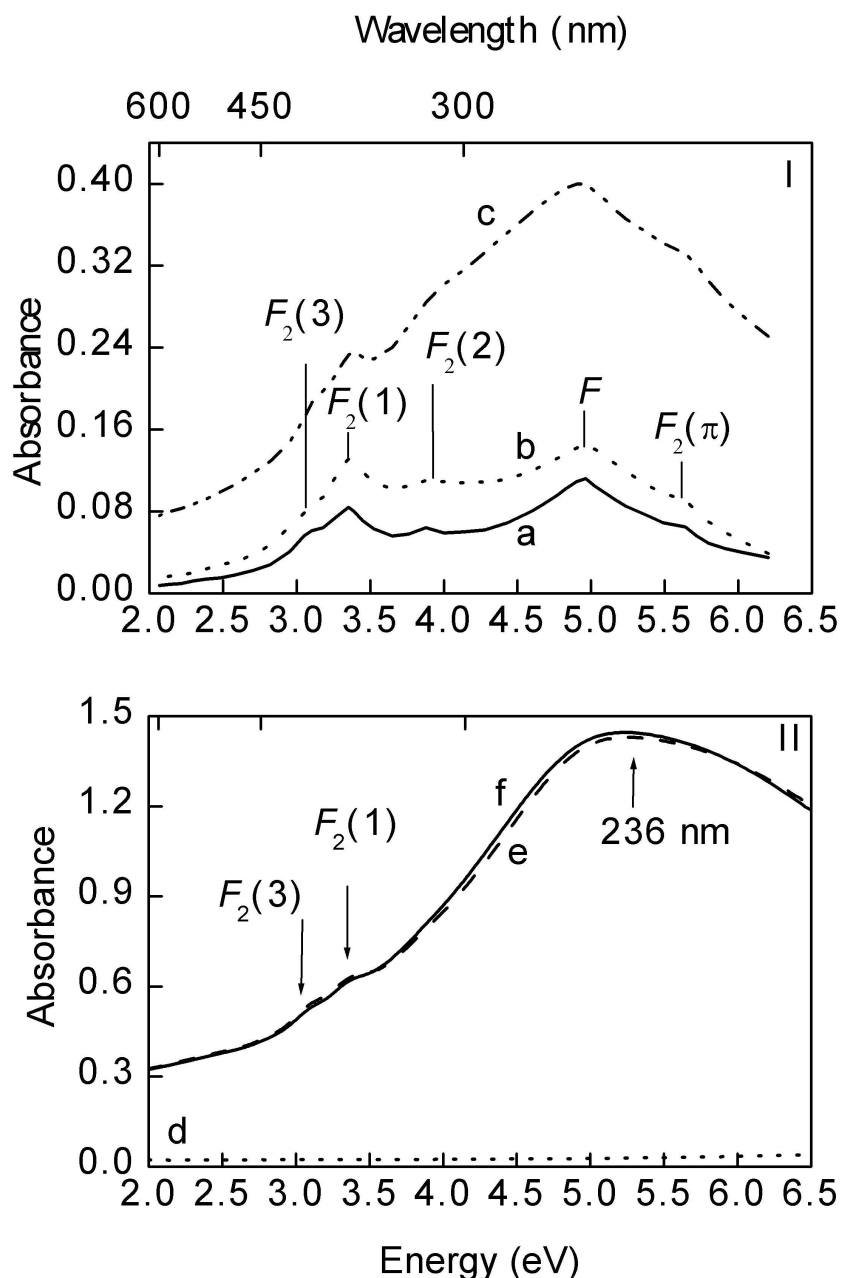 Wavelength (nm)
600 450 300
I
0.40
0.32
0.24
0.16
0.08
0.00
Absorbance
c
F₂(3)
F₂(2)
F₂(1)
F
F₂(π)
b
a
2.0 2.5 3.0 3.5 4.0 4.5 5.0 5.5 6.0 6.5
II
1.5
1.2
0.9
0.6
0.3
0.0
Absorbance
f
e
236 nm
F₂(1)
F₂(3)
d
2.0 2.5 3.0 3.5 4.0 4.5 5.0 5.5 6.0 6.5
Energy (eV)